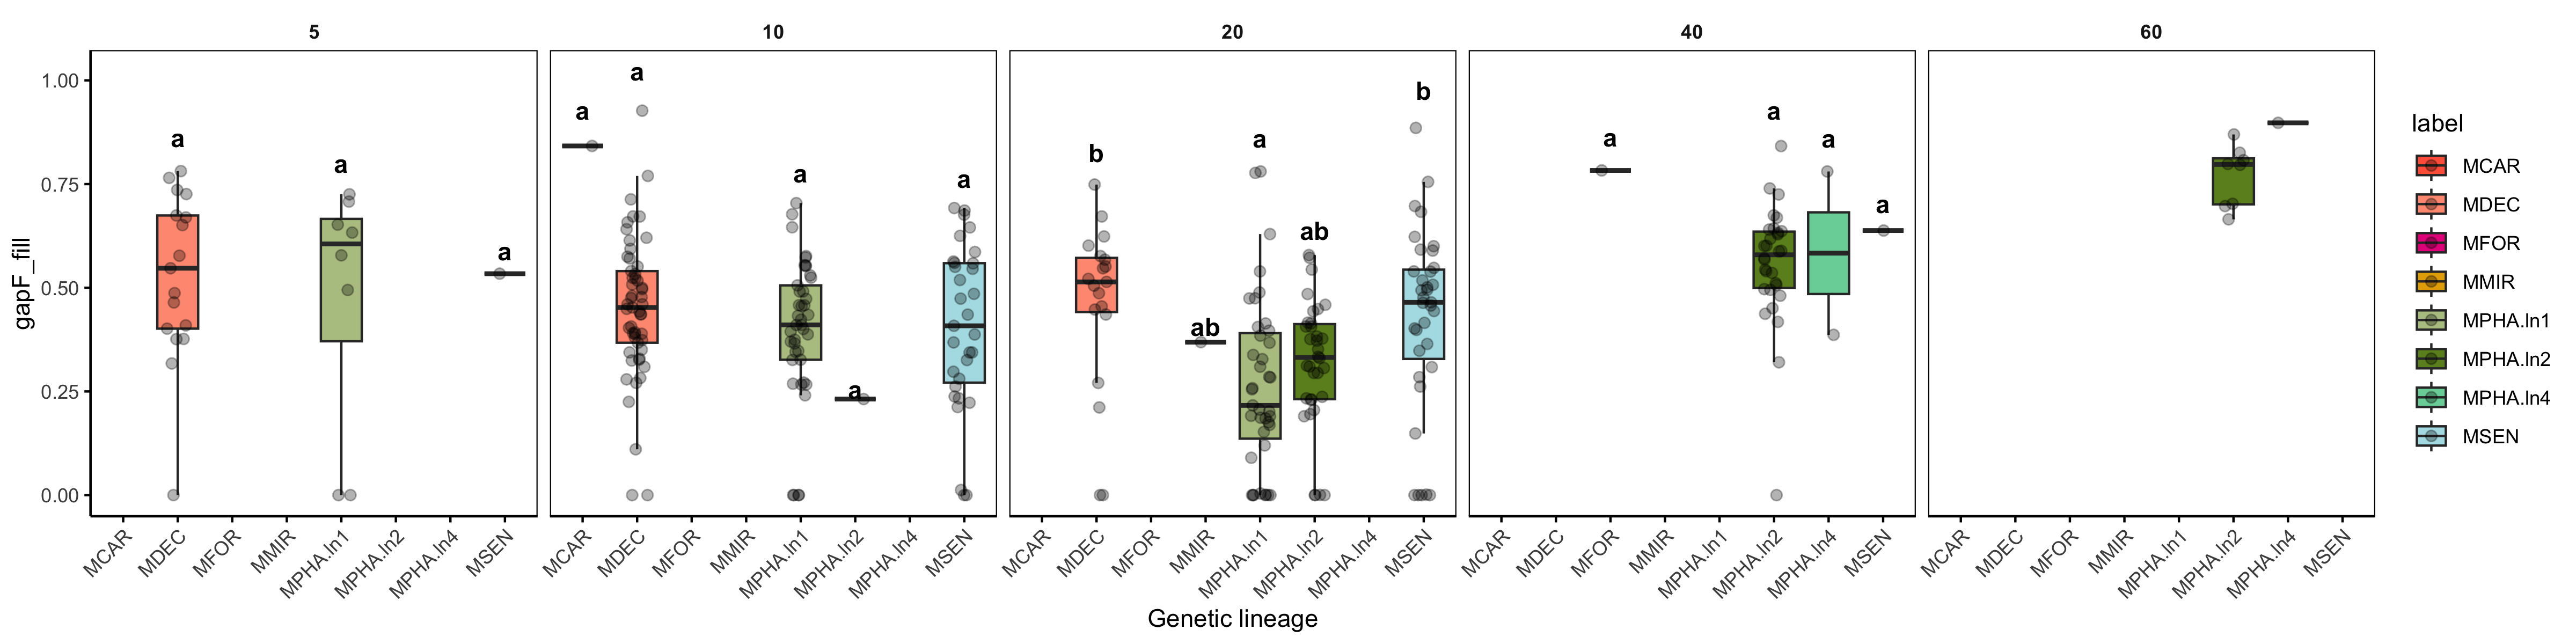 5 10 20 40 60
1.00
0.75
0.50
0.25
0.00
gapF_fill
a a a
a a a a a
b ab a ab b
a a a a
MCAR MDEC MFOR MMIR MPHA.ln1 MPHA.ln2 MPHA.ln4 MSEN
MCAR MDEC MFOR MMIR MPHA.ln1 MPHA.ln2 MPHA.ln4 MSEN
MCAR MDEC MFOR MMIR MPHA.ln1 MPHA.ln2 MPHA.ln4 MSEN
MCAR MDEC MFOR MMIR MPHA.ln1 MPHA.ln2 MPHA.ln4 MSEN
MCAR MDEC MFOR MMIR MPHA.ln1 MPHA.ln2 MPHA.ln4 MSEN
Genetic lineage
label
MCAR
MDEC
MFOR
MMIR
MPHA.ln1
MPHA.ln2
MPHA.ln4
MSEN